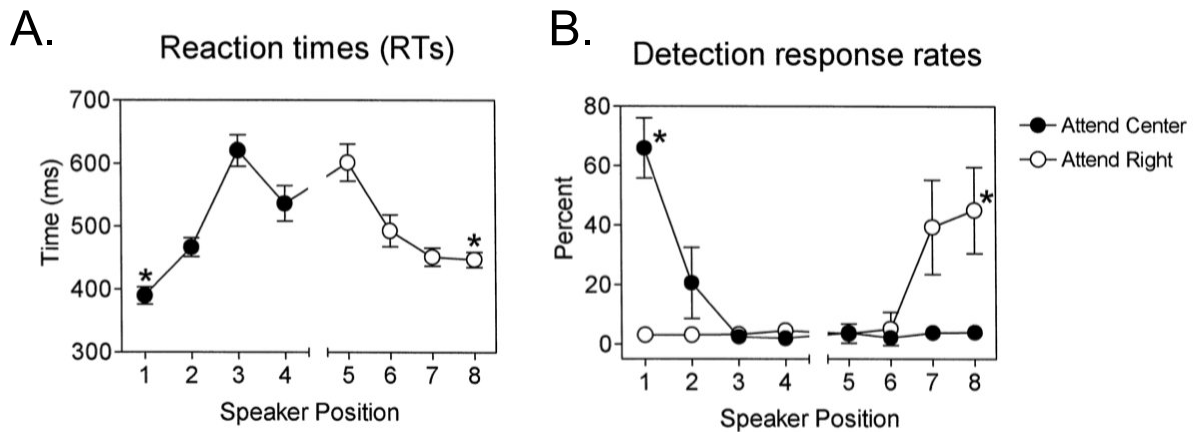 A.
Reaction times (RTs)
700
600
500
400
300
Time (ms)
*
*
1 2 3 4 5 6 7 8
Speaker Position
B.
Detection response rates
80
60
40
20
0
Percent
*
*
1 2 3 4 5 6 7 8
Speaker Position
Attend Center
Attend Right